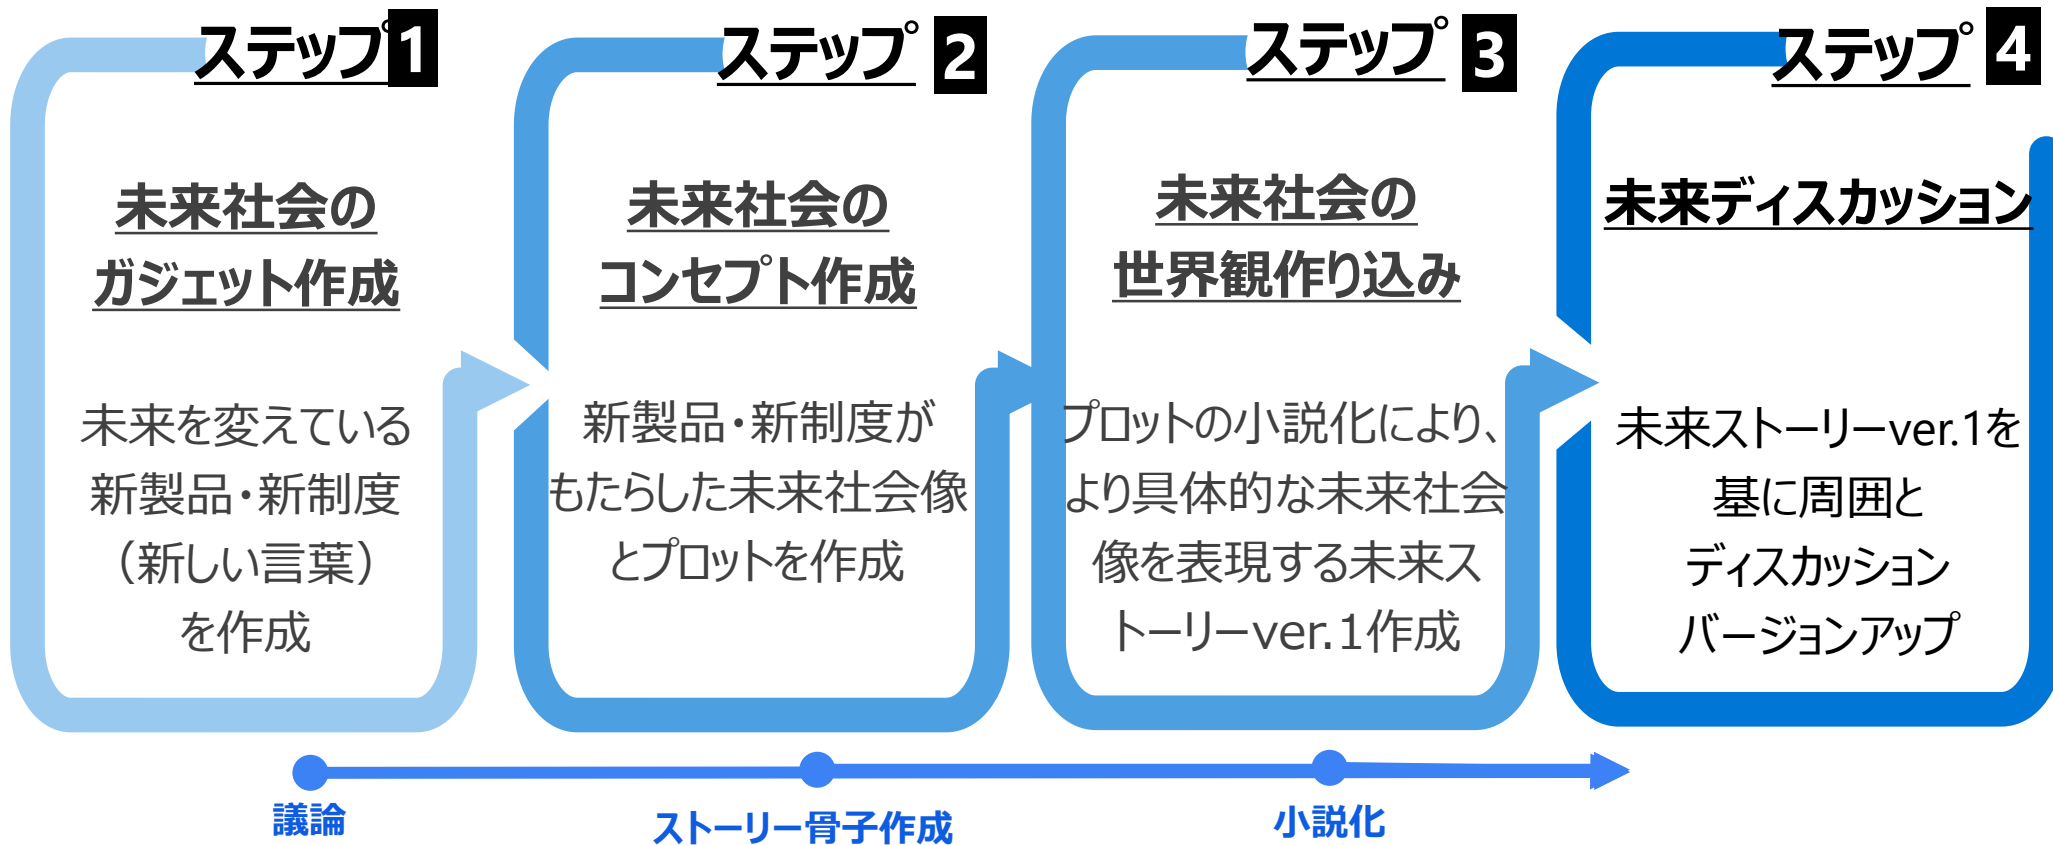 ステップ 1
未来社会の
ガジェット作成
未来を変えている
新製品・新制度
（新しい言葉）
を作成
ステップ 2
未来社会の
コンセプト作成
新製品・新制度が
もたらした未来社会像
とプロットを作成
ステップ 3
未来社会の
世界観作り込み
プロットの小説化により、
より具体的な未来社会
像を表現する未来ス
トーリーver.1作成
ステップ 4
未来ディスカッション
未来ストーリーver.1を
基に周囲と
ディスカッション
バージョンアップ
議論
ストーリー骨子作成
小説化